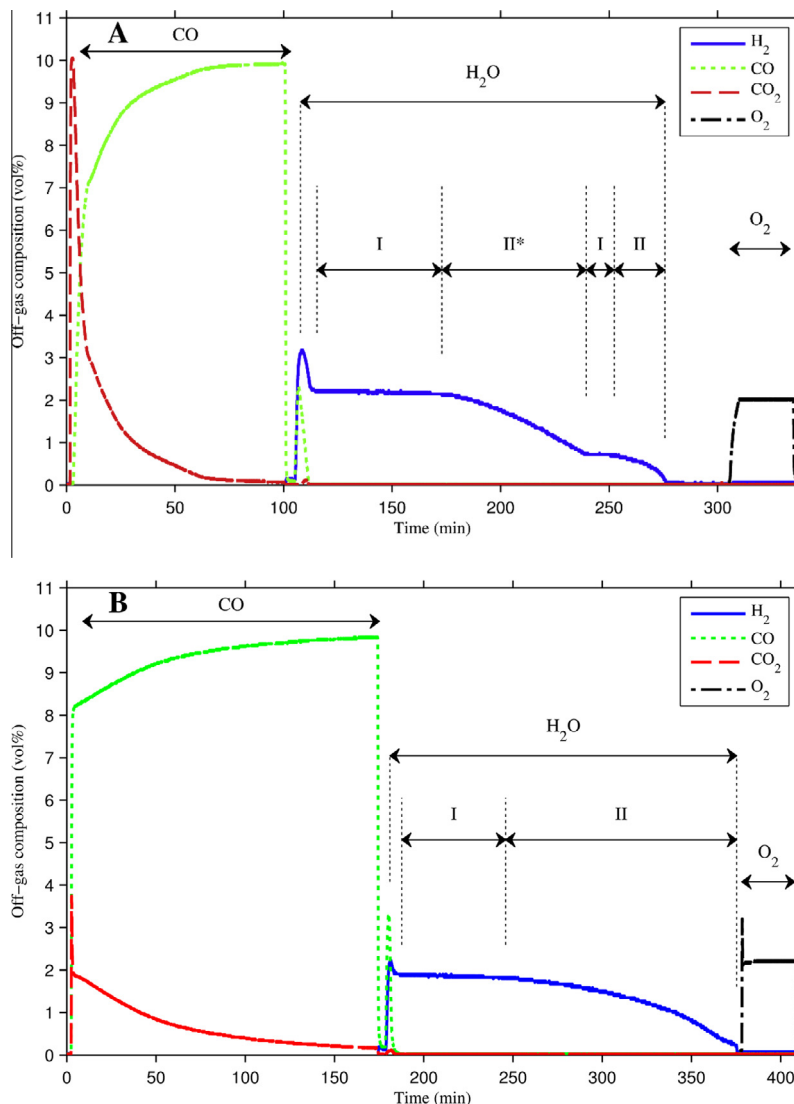 A
CO
H₂
CO
CO₂
O₂
H₂O
I
II*
I
II
O₂
Off-gas composition (vol%)
11
10
9
8
7
6
5
4
3
2
1
0
0
50
100
150
200
250
300
Time (min)
B
CO
H₂
CO
CO₂
O₂
H₂O
I
II
O₂
Off-gas composition (vol%)
11
10
9
8
7
6
5
4
3
2
1
0
0
50
100
150
200
250
300
350
400
Time (min)